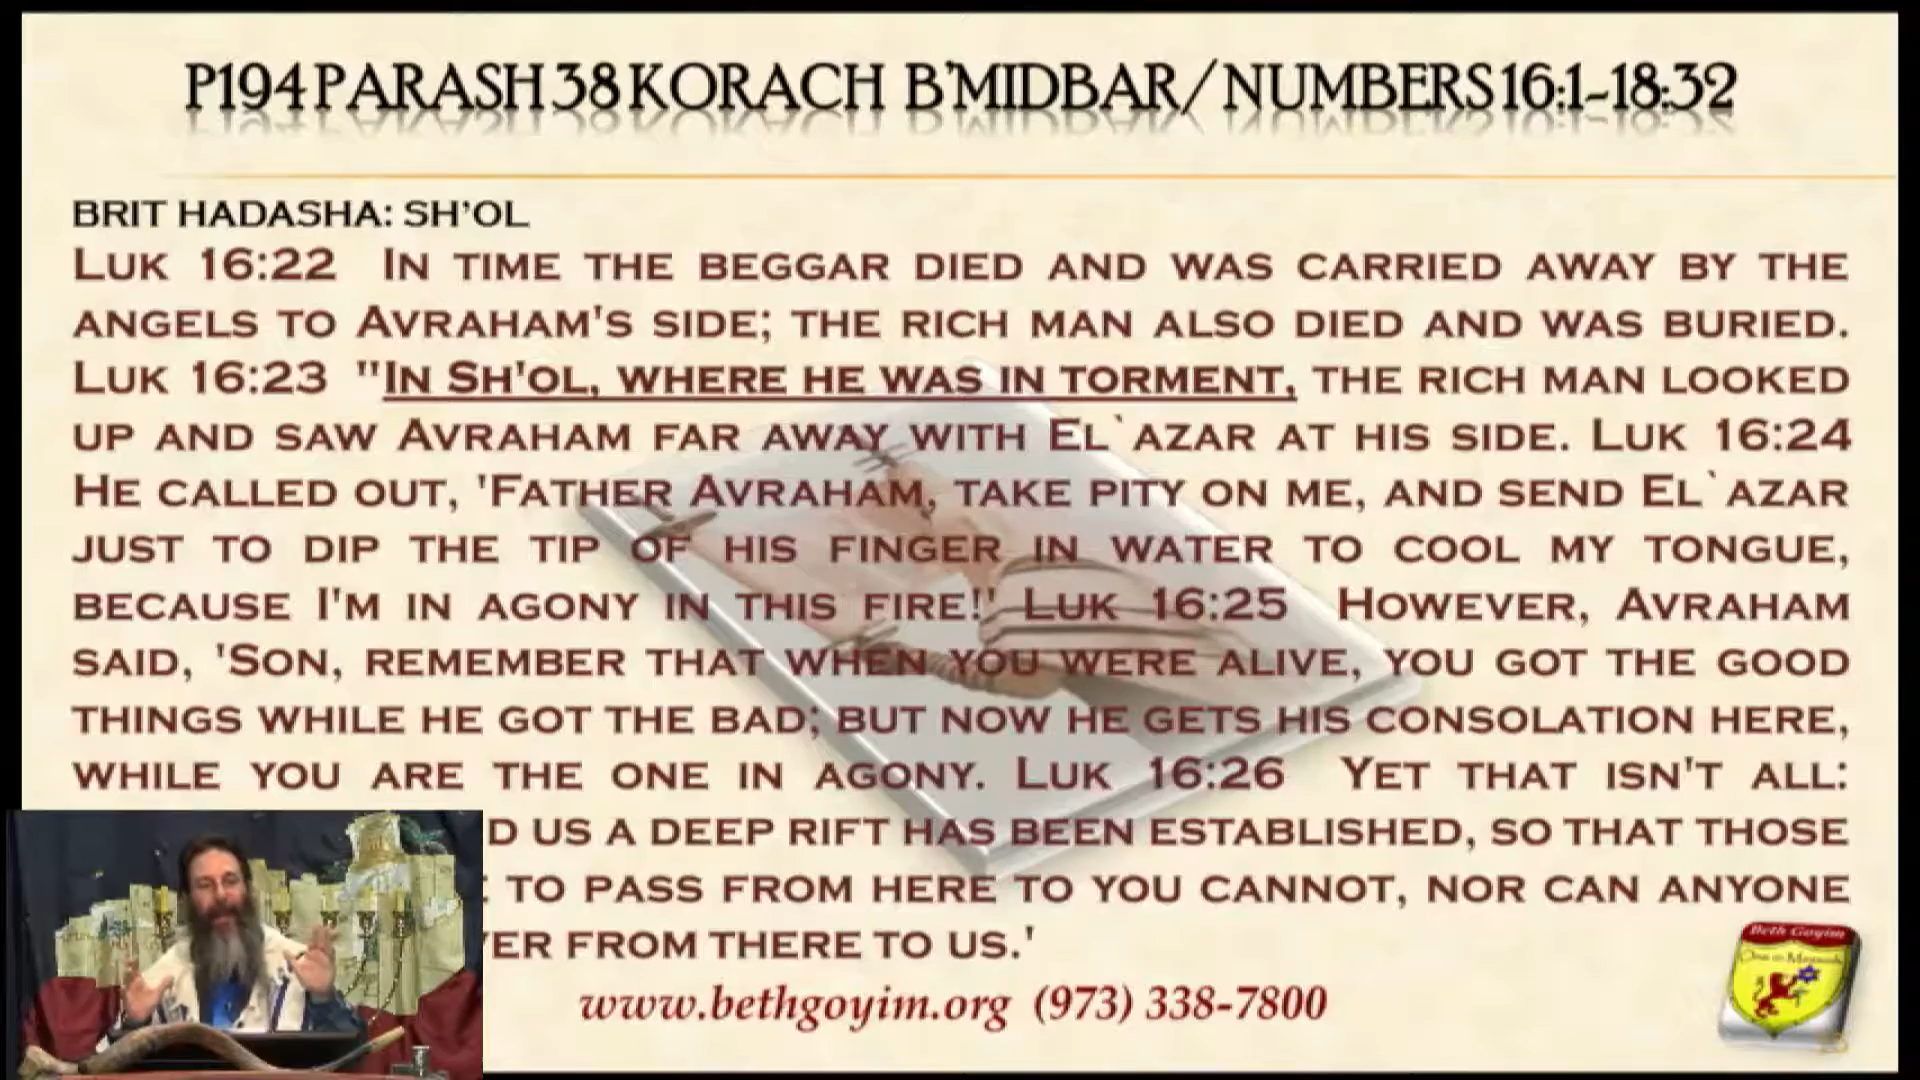 P194 PARASH 38 KORACH B'MIDBAR/NUMBERS 16:1-18:32
BRIT HADASHA: SH'OL
LUK 16:22 IN TIME THE BEGGAR DIED AND WAS CARRIED AWAY BY THE
ANGELS TO AVRAHAM'S SIDE; THE RICH MAN ALSO DIED AND WAS BURIED.
LUK 16:23 "IN SH'OL, WHERE HE WAS IN TORMENT, THE RICH MAN LOOKED
UP AND SAW AVRAHAM FAR AWAY WITH EL`AZAR AT HIS SIDE. LUK 16:24
HE CALLED OUT, 'FATHER AVRAHAM, TAKE PITY ON ME, AND SEND EL`AZAR
JUST TO DIP THE TIP OF HIS FINGER IN WATER TO COOL MY TONGUE,
BECAUSE I'M IN AGONY IN THIS FIRE!' LUK 16:25 HOWEVER, AVRAHAM
SAID, 'SON, REMEMBER THAT WHEN YOU WERE ALIVE, YOU GOT THE GOOD
THINGS WHILE HE GOT THE BAD; BUT NOW HE GETS HIS CONSOLATION HERE,
WHILE YOU ARE THE ONE IN AGONY. LUK 16:26 YET THAT ISN'T ALL:
D US A DEEP RIFT HAS BEEN ESTABLISHED, SO THAT THOSE
TO PASS FROM HERE TO YOU CANNOT, NOR CAN ANYONE
ER FROM THERE TO US.'
www.bethgoyim.org (973) 338-7800
Beth Goyim
One in Messiah